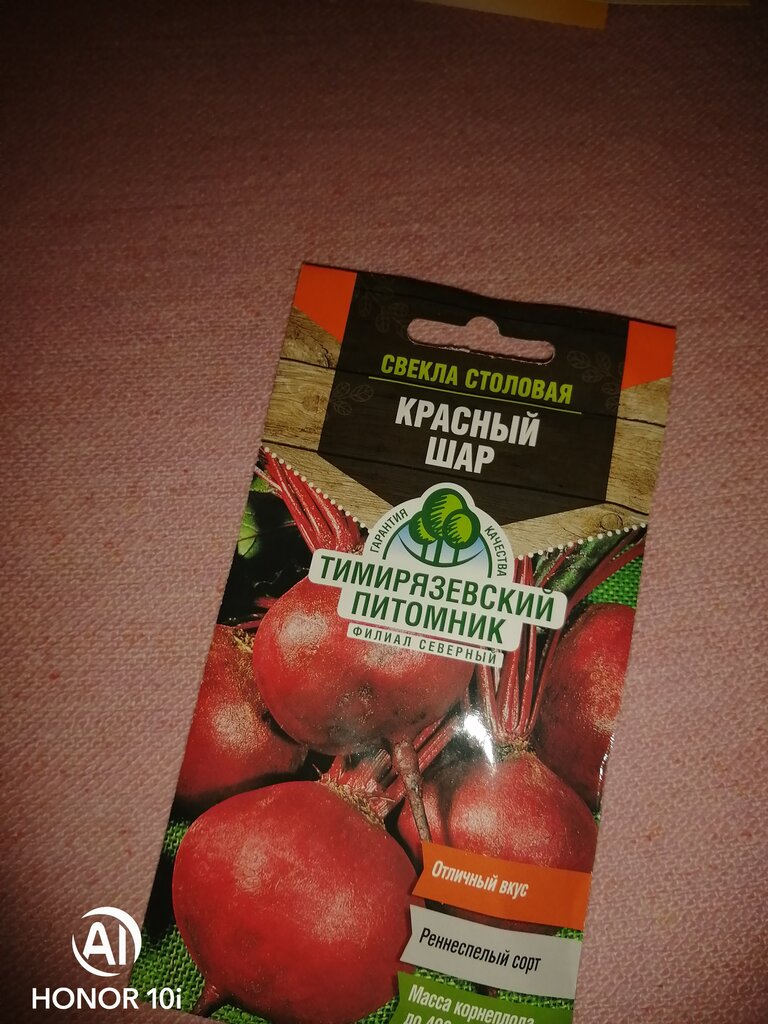 СВЕКЛА СТОЛОВАЯ
КРАСНЫЙ
ШАР
ГАРАНТИЯ КАЧЕСТВА
ТИМИРЯЗЕВСКИЙ
ПИТОМНИК
ФИЛИАЛ СЕВЕРНЫЙ
Отличный вкус
Реннеспелый сорт
Масса корнеплода
до
AI
HONOR 10i